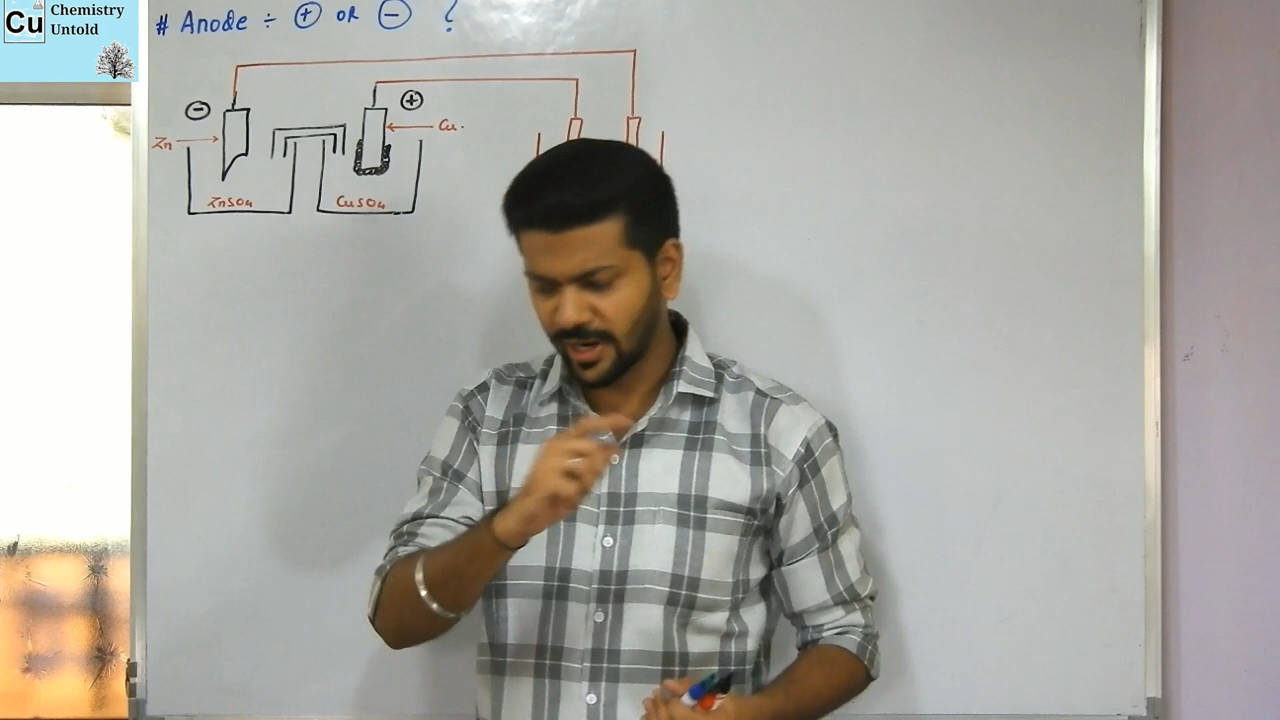 Cu
Chemistry
Untold
# Anode ÷ ⊕ OR ⊖ ?
⊖
⊕
Zn
Cu.
ZnSO4
CuSO4